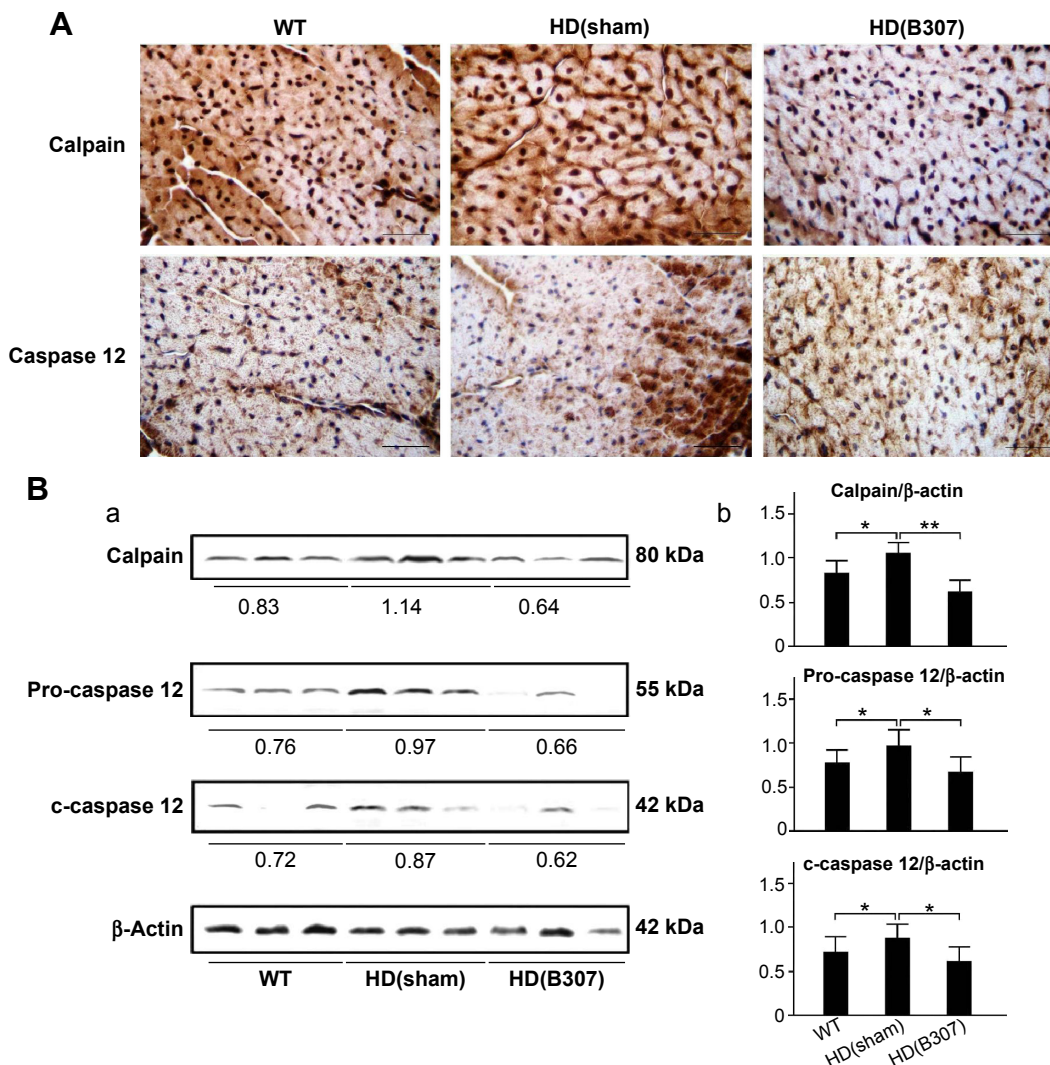 A
WT
HD(sham)
HD(B307)
Calpain
Caspase 12
B
a
Calpain
80 kDa
0.83
1.14
0.64
Pro-caspase 12
55 kDa
0.76
0.97
0.66
c-caspase 12
42 kDa
0.72
0.87
0.62
β-Actin
42 kDa
WT
HD(sham)
HD(B307)
b
Calpain/β-actin
1.5
1.0
0.5
0
*
**
Pro-caspase 12/β-actin
1.5
1.0
0.5
0
*
*
c-caspase 12/β-actin
1.5
1.0
0.5
0
*
*
WT
HD(sham)
HD(B307)